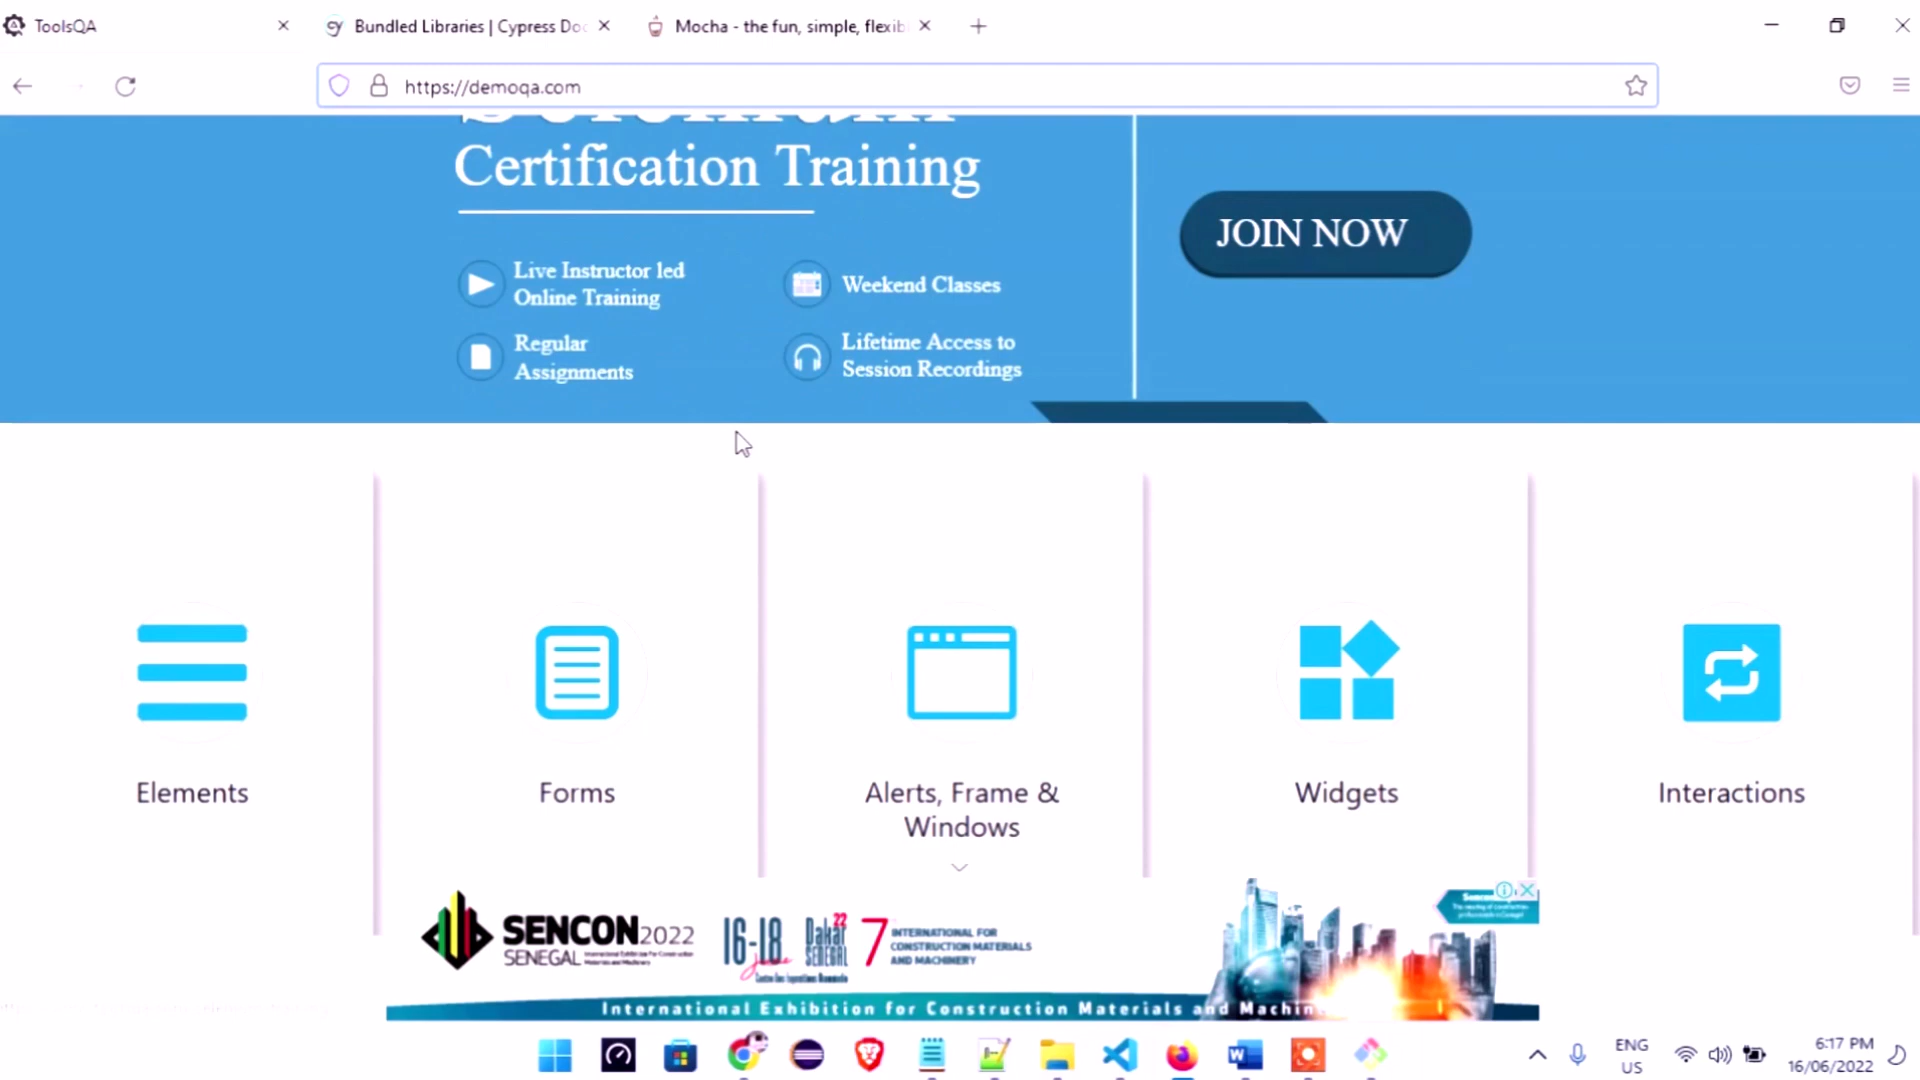 ToolsQA
Bundled Libraries | Cypress Doc
Mocha - the fun, simple, flexib
https://demoqa.com
Certification Training
JOIN NOW
Live Instructor led
Online Training
Weekend Classes
Regular
Assignments
Lifetime Access to
Session Recordings
Elements
Forms
Alerts, Frame &
Windows
Widgets
Interactions
SENCON2022
SENEGAL
16-18
Dakar
22
SENEGAL
7
INTERNATIONAL FOR
CONSTRUCTION MATERIALS
AND MACHINERY
International Exhibition for Construction Materials and Machin
ENG
US
6:17 PM
16/06/2022